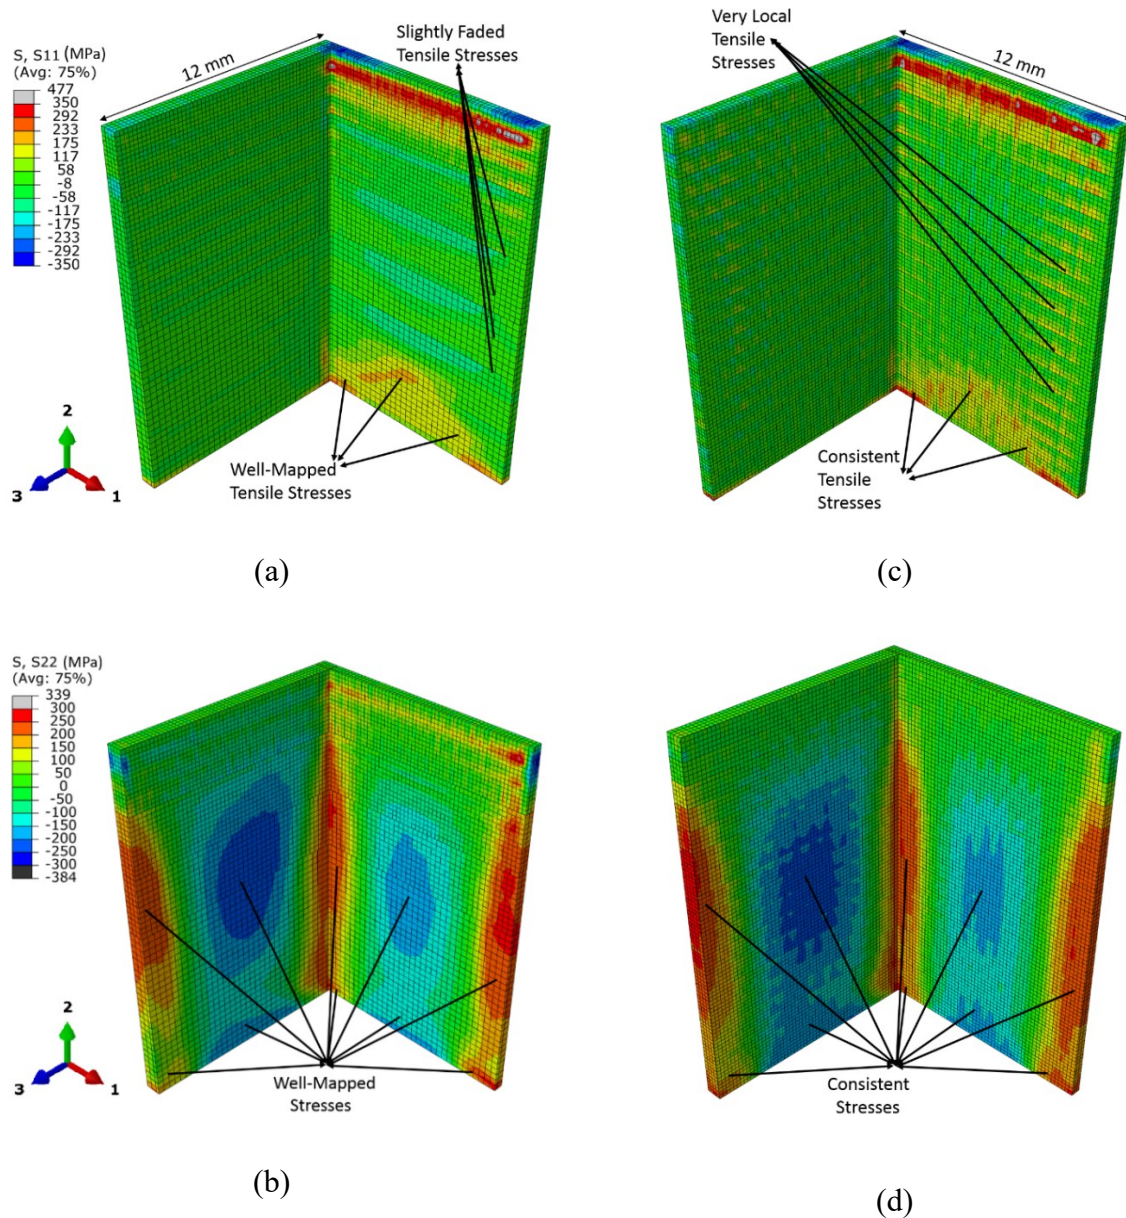 S, S11 (MPa)
(Avg: 75%)
477
350
292
233
175
117
58
-8
-58
-117
-175
-233
-292
-350
12 mm
Slightly Faded
Tensile Stresses
Well-Mapped
Tensile Stresses
2
3
1
(a)
Very Local
Tensile
Stresses
12 mm
Consistent
Tensile
Stresses
(c)
S, S22 (MPa)
(Avg: 75%)
339
300
250
200
150
100
50
0
-50
-100
-150
-200
-250
-300
-384
2
3
1
Well-Mapped
Stresses
(b)
Consistent
Stresses
(d)